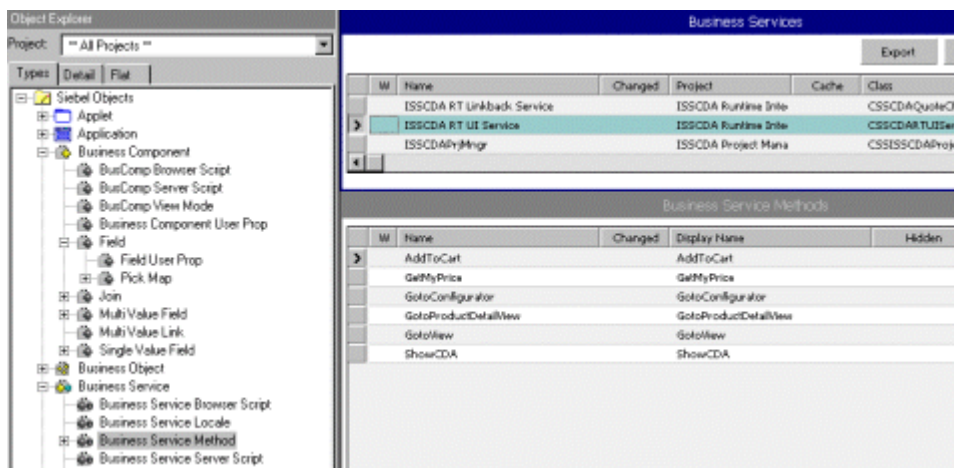 Object Explorer
Project: ** All Projects **
Types Detail Flat
Siebel Objects
Applet
Application
Business Component
BusComp Browser Script
BusComp Server Script
BusComp View Mode
Business Component User Prop
Field
Field User Prop
Pick Map
Join
Multi Value Field
Multi Value Link
Single Value Field
Business Object
Business Service
Business Service Browser Script
Business Service Locale
Business Service Method
Business Service Server Script
Business Services
Export
W Name Changed Project Cache Class
ISSCDA RT Linkback Service ISSCDA Runtime Inte CSSCDAQuoteCl
ISSCDA RT UI Service ISSCDA Runtime Inte CSSCDARTUISer
ISSCDAPrjMngr ISSCDA Project Mana CSSISSCDAProj
Business Service Methods
W Name Changed Display Name Hidden
AddToCart AddToCart
GetMyPrice GetMyPrice
GotoConfigurator GotoConfigurator
GotoProductDetailView GotoProductDetailView
GotoView GotoView
ShowCDA ShowCDA